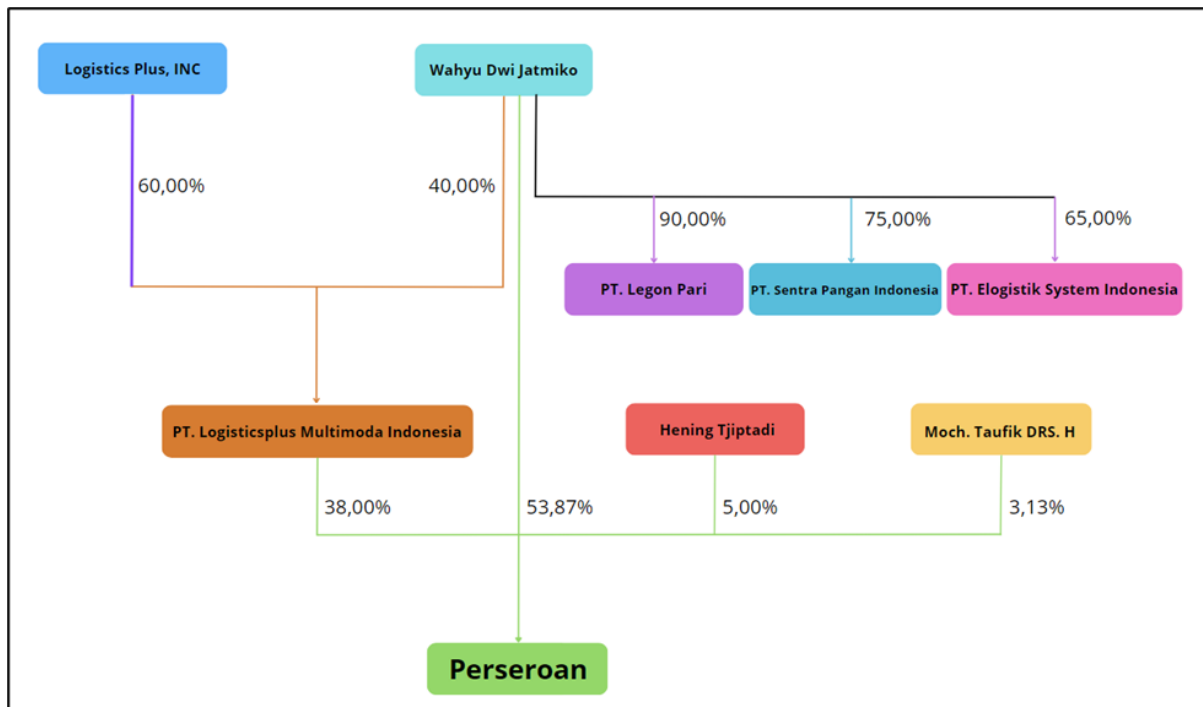 Logistics Plus, INC
Wahyu Dwi Jatmiko
60,00%
40,00%
90,00%
75,00%
65,00%
PT. Legon Pari
PT. Sentra Pangan Indonesia
PT. Elogistik System Indonesia
PT. Logisticsplus Multimoda Indonesia
Hening Tjiptadi
Moch. Taufik DRS. H
38,00%
53,87%
5,00%
3,13%
Perseroan